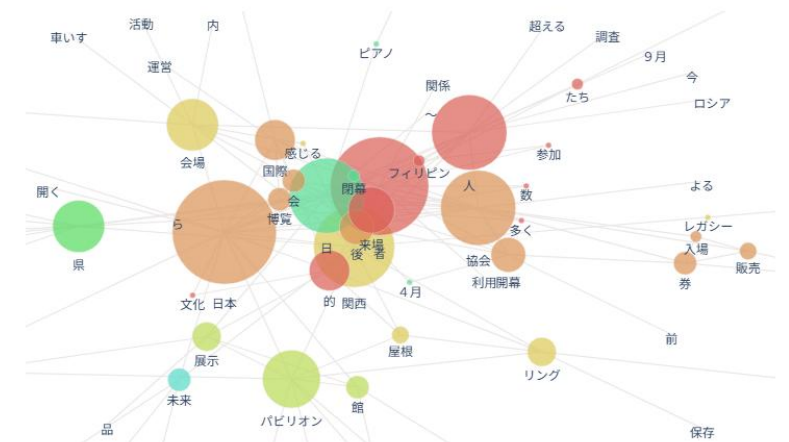 活動
内
超える
車いす
調査
ピアノ
9月
運営
今
関係
たち
ロシア
〜
感じる
参加
会場
国際
フィリピン
閉幕
人
よる
開く
数
会
博覧
ら
レガシー
多く
来場
日
後
者
入場
協会
県
販売
利用
開幕
券
4月
文化
日本
的
関西
前
屋根
展示
リング
未来
館
パビリオン
品
保存